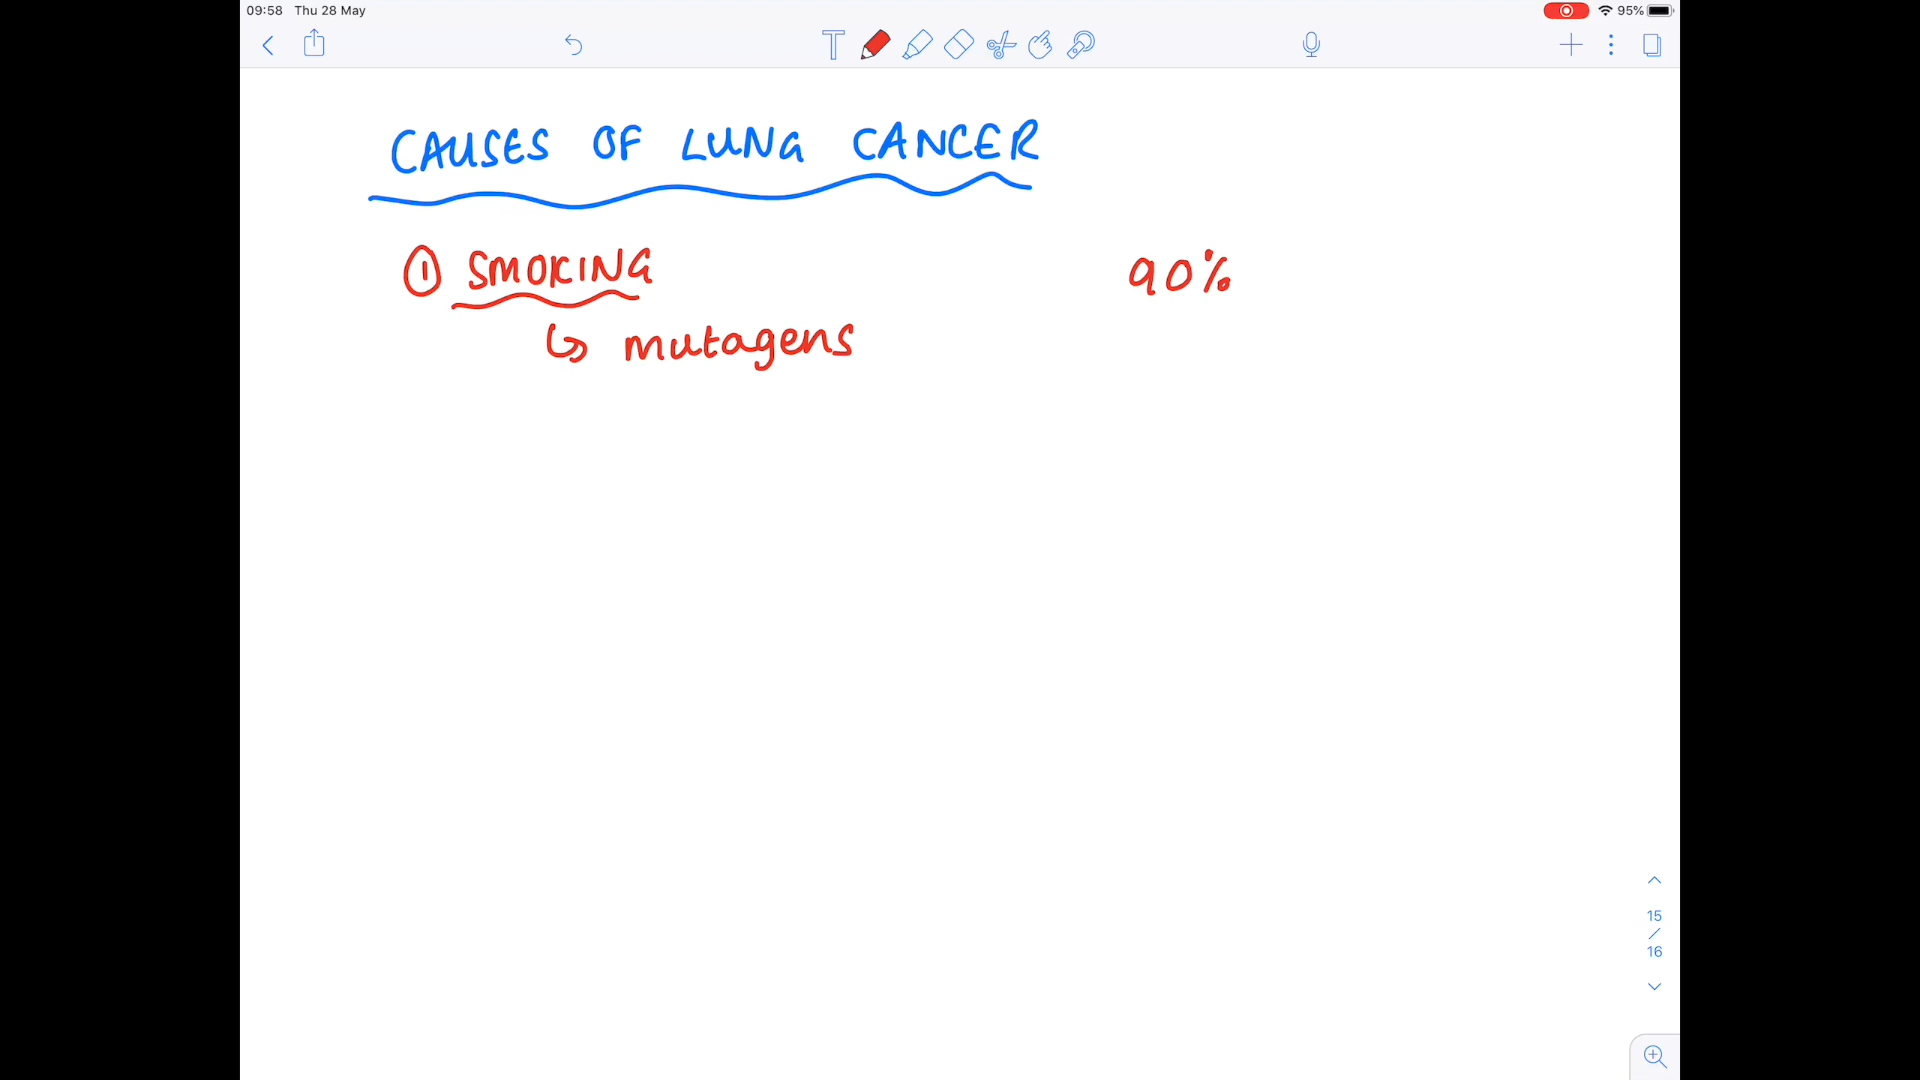 09:58 Thu 28 May 95%
T
CAUSES OF LUNG CANCER
① SMOKING 90%
↳ mutagens
15
/
16